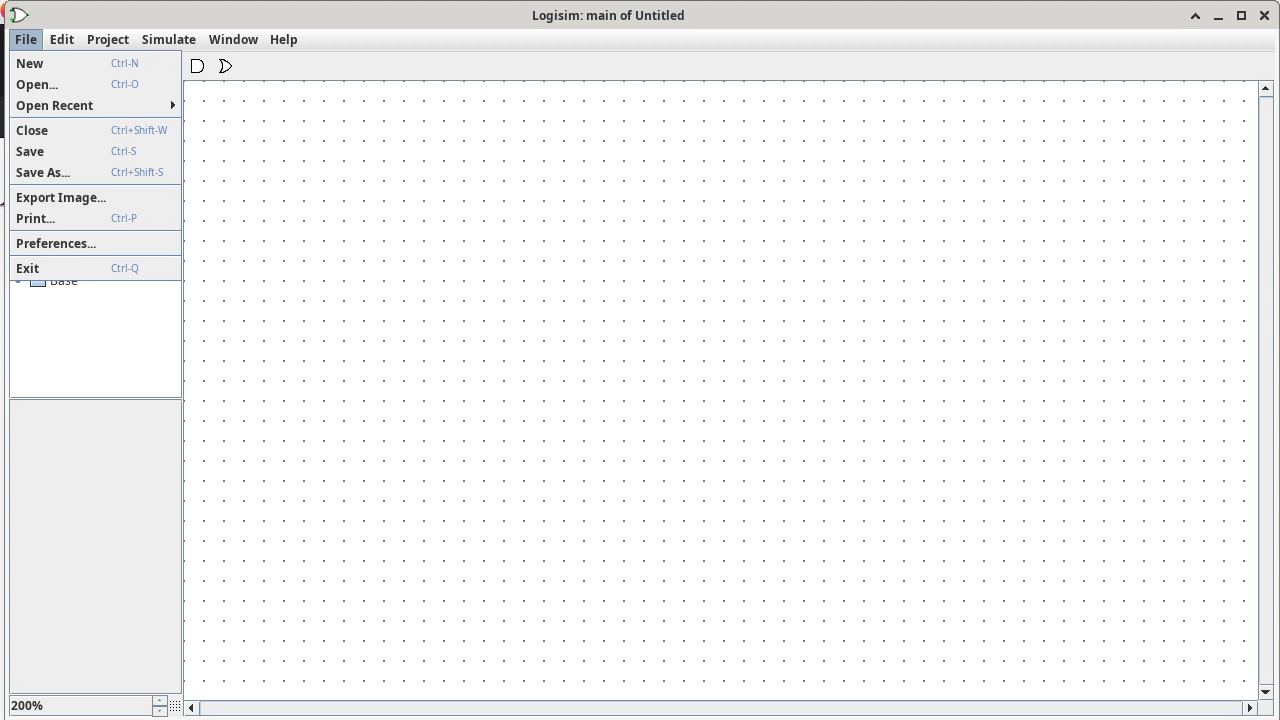 Logisim: main of Untitled
File Edit Project Simulate Window Help
New Ctrl-N
Open... Ctrl-O
Open Recent
Close Ctrl+Shift-W
Save Ctrl-S
Save As... Ctrl+Shift-S
Export Image...
Print... Ctrl-P
Preferences...
Exit Ctrl-Q
Base
200%